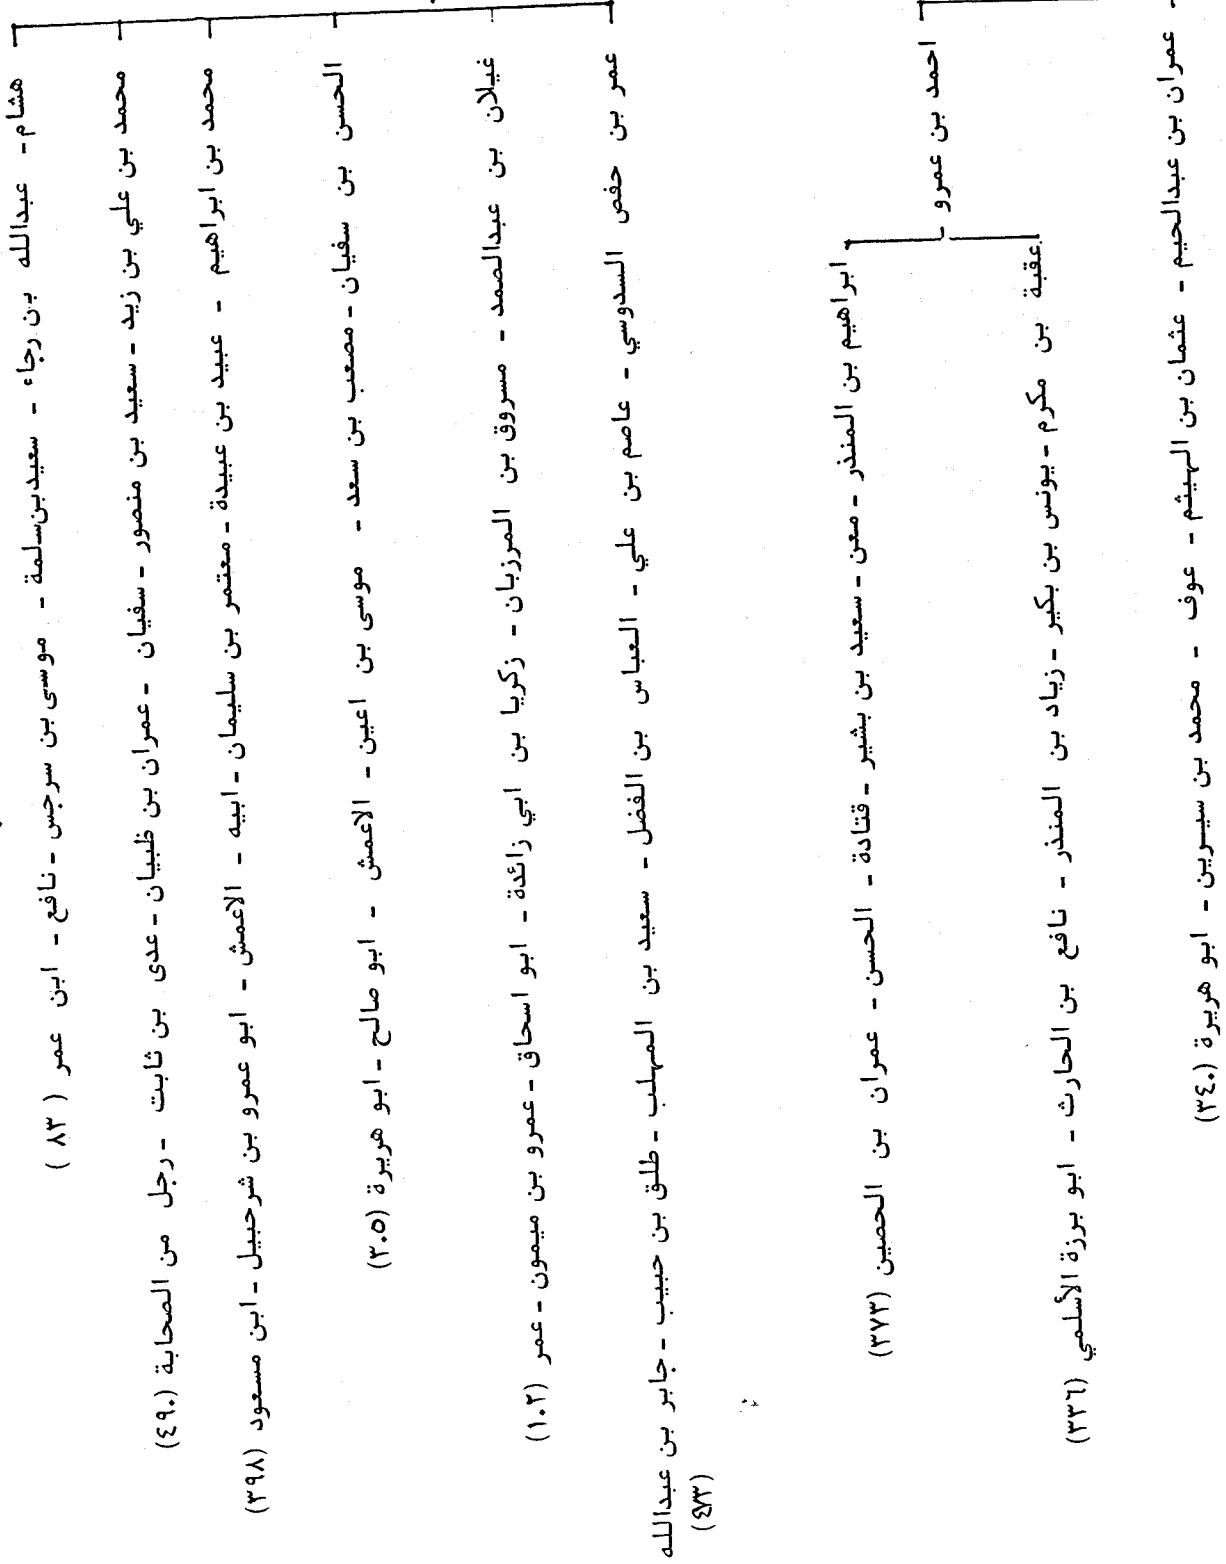 هشام - عبدالله بن رجاء - سعيد بن سلمة - موسى بن سرجس - نافع - ابن عمر (٨٣)
محمد بن علي بن زيد - سعيد بن منصور - سفيان - عمران بن ظبيان - عدى بن ثابت - رجل من الصحابة (٤٩٠)
محمد بن ابراهيم - عبيد بن عبيدة - معتمر بن سليمان - ابيه - الاعمش - ابو عمرو بن شرحبيل - ابن مسعود (٣٩٨)
الحسن بن سفيان - مصعب بن سعد - موسى بن اعين - الاعمش - ابو صالح - ابو هريرة (٣٠٥)
غيلان بن عبدالصمد - مسروق بن المرزبان - زكريا بن ابي زائدة - ابو اسحاق - عمرو بن ميمون - عمر (١٠٢)
عمر بن حفص السدوسي - عاصم بن علي - العباس بن الفضل - سعيد بن المهلب - طلق بن حبيب - جابر بن عبدالله
(٤٧٣)
احمد بن عمرو
ابراهيم بن المنذر - معن - سعيد بن بشير - قتادة - الحسن - عمران بن الحصين (٣٧٣)
عقبة بن مكرم - يونس بن بكير - زياد بن المنذر - نافع بن الحارث - ابو برزة الأسلمي (٣٣٦)
- عمران بن عبدالحيم - عثمان بن الهيثم - عوف - محمد بن سيرين - ابو هريرة (٣٤٠)